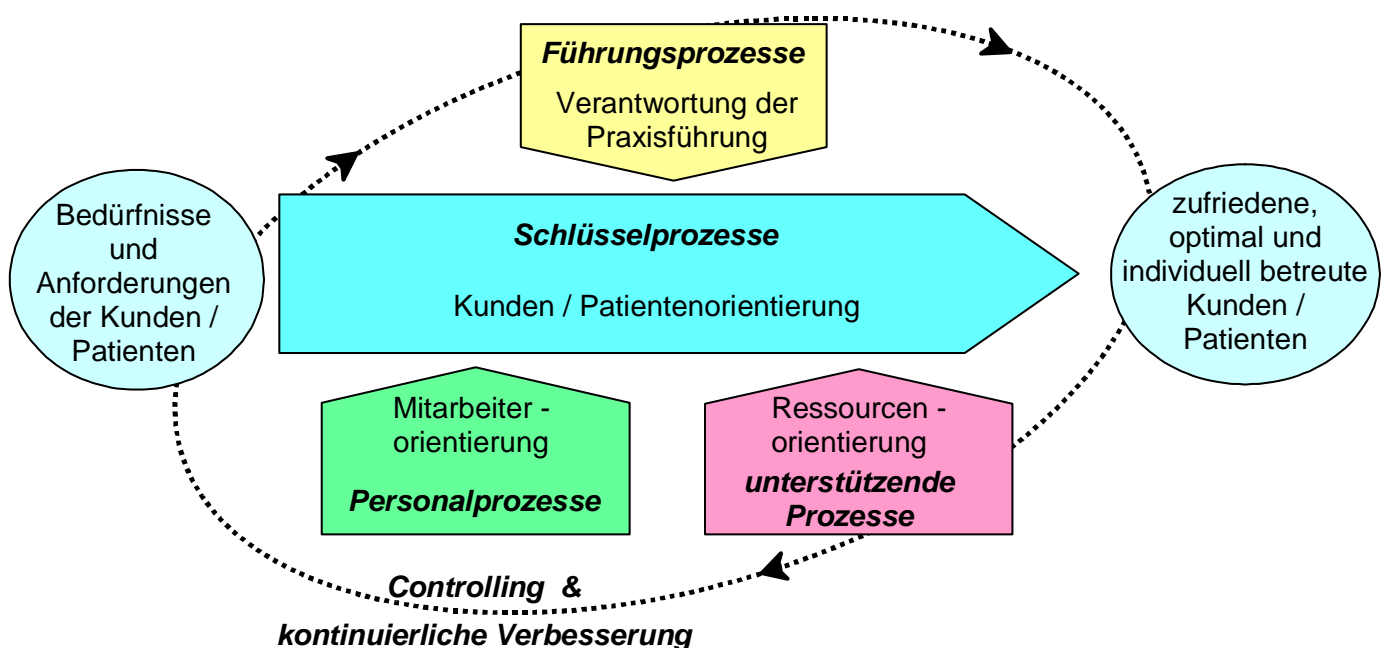 Führungsprozesse
Verantwortung der
Praxisführung
Bedürfnisse
und
Anforderungen
der Kunden /
Patienten
Schlüsselprozesse
Kunden / Patientenorientierung
zufriedene,
optimal und
individuell betreute
Kunden /
Patienten
Mitarbeiter -
orientierung
Personalprozesse
Ressourcen -
orientierung
unterstützende
Prozesse
Controlling &
kontinuierliche Verbesserung